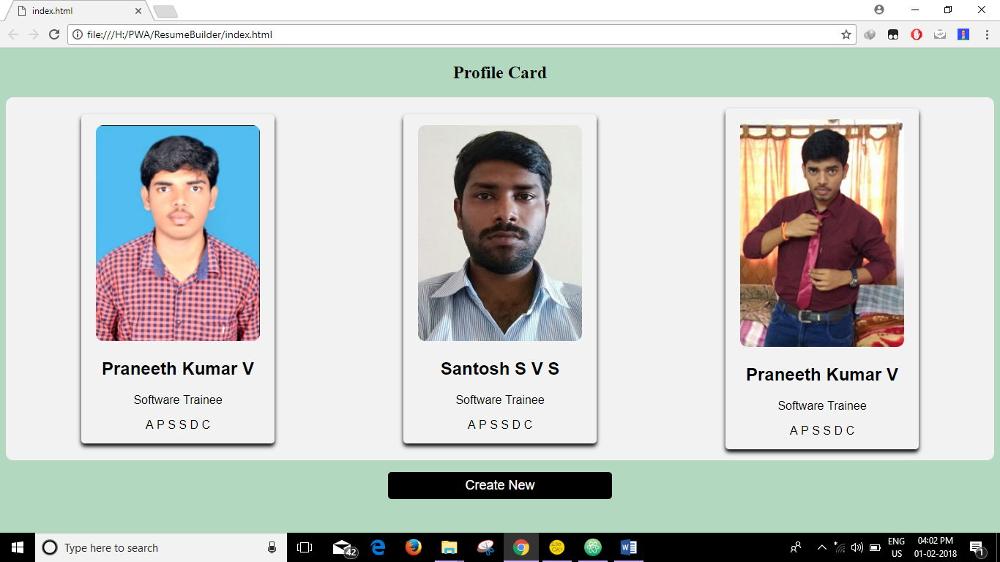 index.html
file:///H:/PWA/ResumeBuilder/index.html
Profile Card
Praneeth Kumar V
Software Trainee
A P S S D C
Santosh S V S
Software Trainee
A P S S D C
Praneeth Kumar V
Software Trainee
A P S S D C
Create New
Type here to search
42
ENG
US
04:02 PM
01-02-2018
1